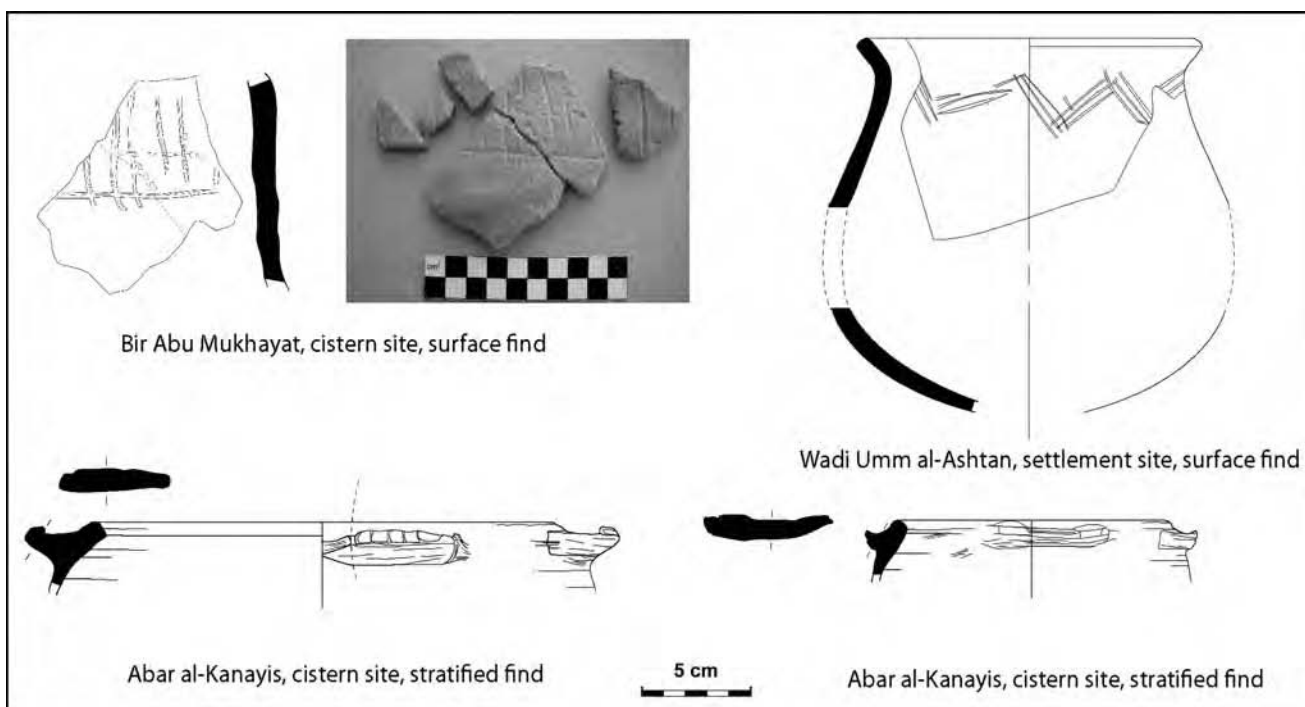 cm
Bir Abu Mukhayat, cistern site, surface find
Wadi Umm al-Ashtan, settlement site, surface find
Abar al-Kanayis, cistern site, stratified find
5 cm
Abar al-Kanayis, cistern site, stratified find